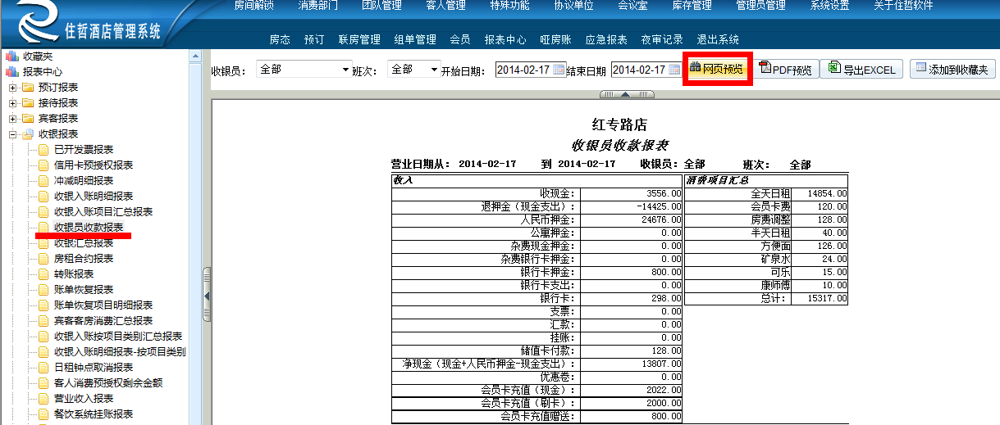 房间解锁 消费部门 团队管理 客人管理 特殊功能 协议单位 会议室 库存管理 管理员管理 系统设置 关于住哲软件
住哲酒店管理系统
房态 预订 联房管理 组单管理 会员 报表中心 哑房账 应急报表 夜审记录 退出系统
收藏夹
报表中心
预订报表
接待报表
宾客报表
收银报表
已开发票报表
信用卡预授权报表
冲减明细报表
收银入账明细报表
收银入账项目汇总报表
收银员收款报表
收银汇总报表
房租合约报表
转账报表
账单恢复报表
账单恢复项目明细报表
宾客客房消费汇总报表
收银入账按项目类别汇总报表
收银入账明细报表-按项目类别
日租钟点取消报表
客人消费预授权剩余金额
营业收入报表
餐饮系统挂账报表
收银员： 全部 班次： 全部 开始日期： 2014-02-17 结束日期 2014-02-17 网页预览 PDF预览 导出EXCEL 添加到收藏夹
红专路店
收银员收款报表
营业日期从： 2014-02-17 到 2014-02-17 收银员：全部 班次： 全部
收入
收现金： 3556.00
退押金（现金支出）： -14425.00
人民币押金： 24676.00
公寓押金： 0.00
杂费现金押金： 0.00
杂费银行卡押金： 0.00
银行卡押金： 800.00
银行卡支出： 0.00
银行卡： 298.00
支票： 0.00
汇款： 0.00
挂账： 0.00
储值卡付款： 128.00
净现金（现金+人民币押金-现金支出）： 13807.00
优惠卷： 0.00
会员卡充值（现金）： 2022.00
会员卡充值（刷卡）： 2000.00
会员卡充值赠送： 800.00
消费项目汇总
全天日租 14854.00
会员卡费 120.00
房费调整 128.00
半天日租 40.00
方便面 126.00
矿泉水 24.00
可乐 15.00
康师傅 10.00
总计： 15317.00